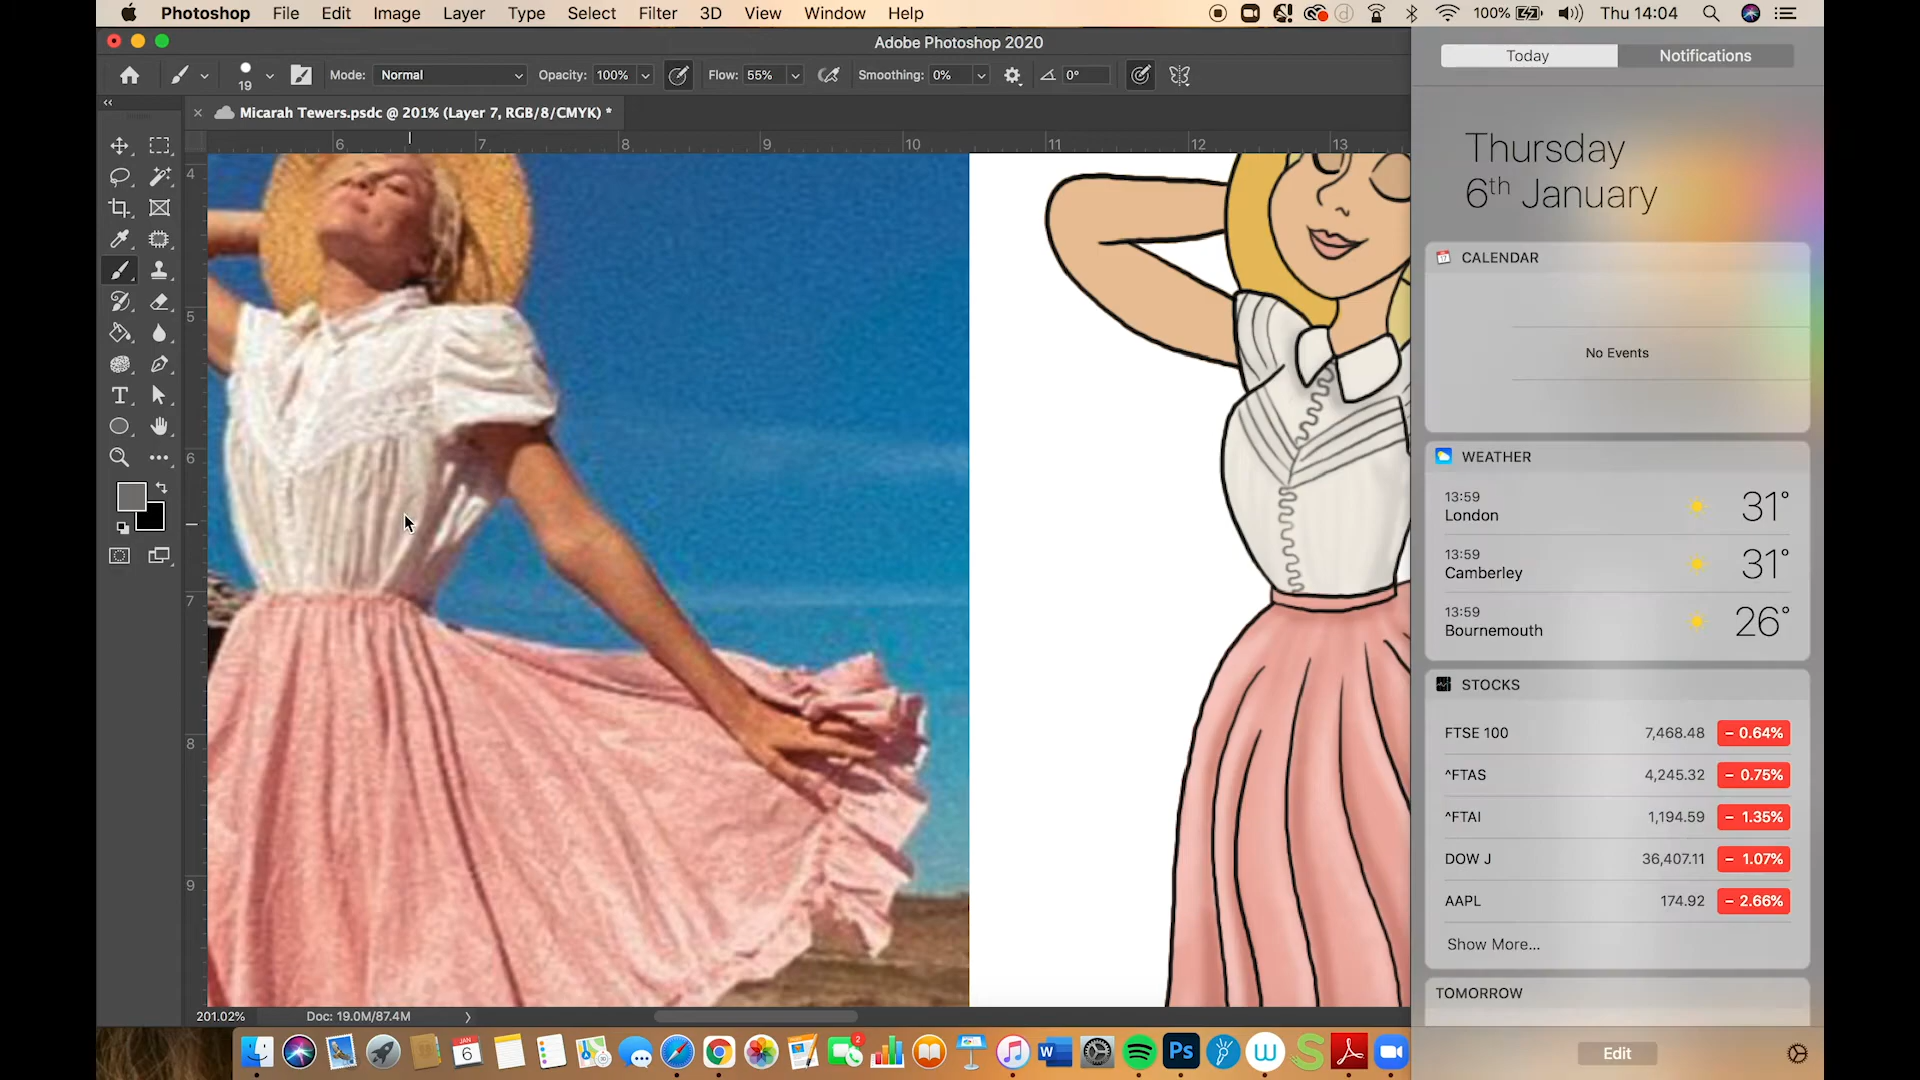 Photoshop File Edit Image Layer Type Select Filter 3D View Window Help 100% Thu 14:04
Adobe Photoshop 2020
19 Mode: Normal Opacity: 100% Flow: 55% Smoothing: 0% 0°
Micarah Tewers.psdc @ 201% (Layer 7, RGB/8/CMYK) *
6 7 8 9 10 11 12 13
4
5
6
7
8
9
201.02% Doc: 19.0M/87.4M
Today Notifications
Thursday
6th January
CALENDAR
No Events
WEATHER
13:59
London 31°
13:59
Camberley 31°
13:59
Bournemouth 26°
STOCKS
FTSE 100 7,468.48 – 0.64%
^FTAS 4,245.32 – 0.75%
^FTAI 1,194.59 – 1.35%
DOW J 36,407.11 – 1.07%
AAPL 174.92 – 2.66%
Show More...
TOMORROW
Edit
JAN
6
2
W
Ps